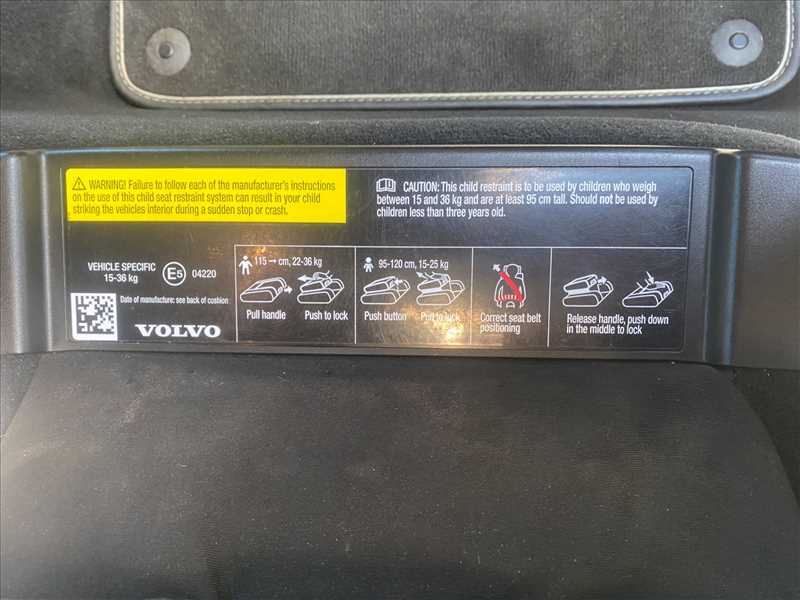 WARNING! Failure to follow each of the manufacturer's instructions
on the use of this child seat restraint system can result in your child
striking the vehicles interior during a sudden stop or crash.
CAUTION: This child restraint is to be used by children who weigh
between 15 and 36 kg and are at least 95 cm tall. Should not be used by
children less than three years old.
VEHICLE SPECIFIC
15-36 kg
E5 04220
Date of manufacture: see back of cushion
VOLVO
115 → cm, 22-36 kg
Pull handle Push to lock
95-120 cm, 15-25 kg
Push button Pull to lock
Correct seat belt
positioning
Release handle, push down
in the middle to lock